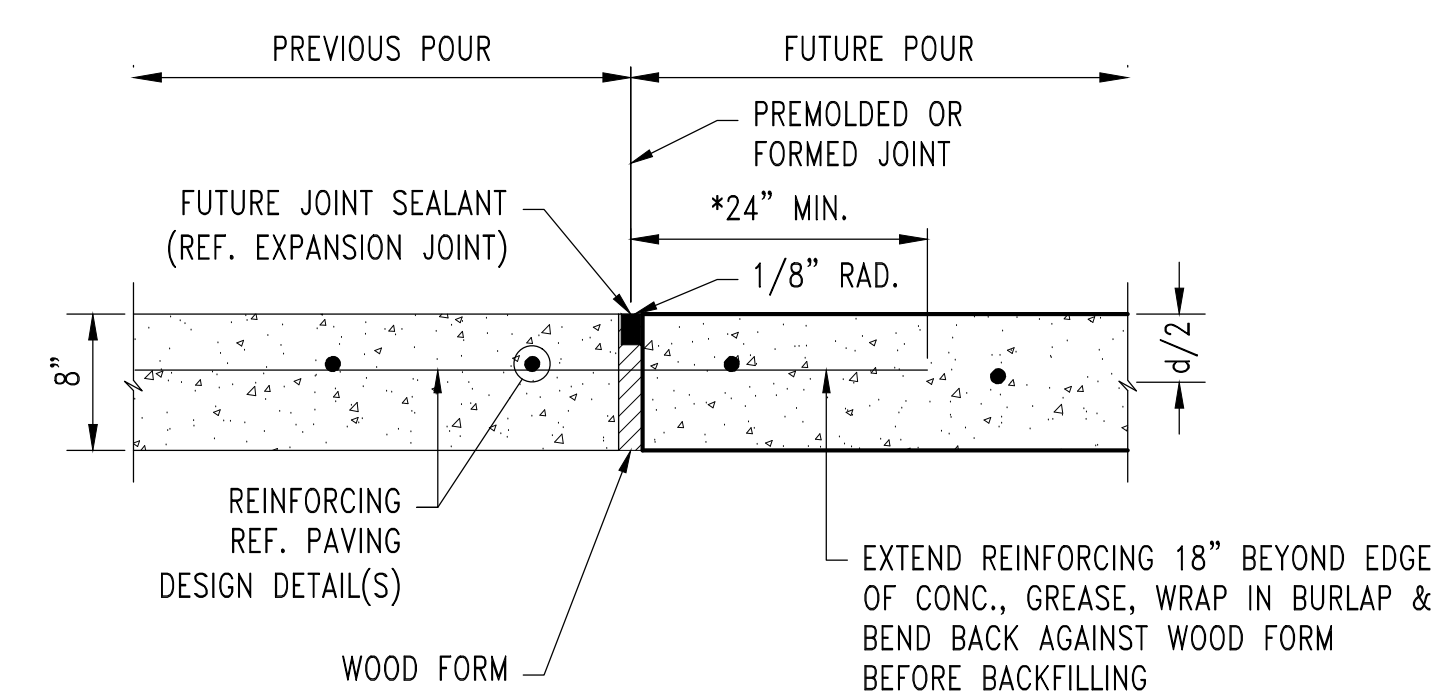 PREVIOUS POUR
FUTURE POUR
PREMOLDED OR
FORMED JOINT
FUTURE JOINT SEALANT
(REF. EXPANSION JOINT)
*24” MIN.
1/8” RAD.
8”
d/2
REINFORCING
REF. PAVING
DESIGN DETAIL(S)
WOOD FORM
EXTEND REINFORCING 18” BEYOND EDGE
OF CONC., GREASE, WRAP IN BURLAP &
BEND BACK AGAINST WOOD FORM
BEFORE BACKFILLING